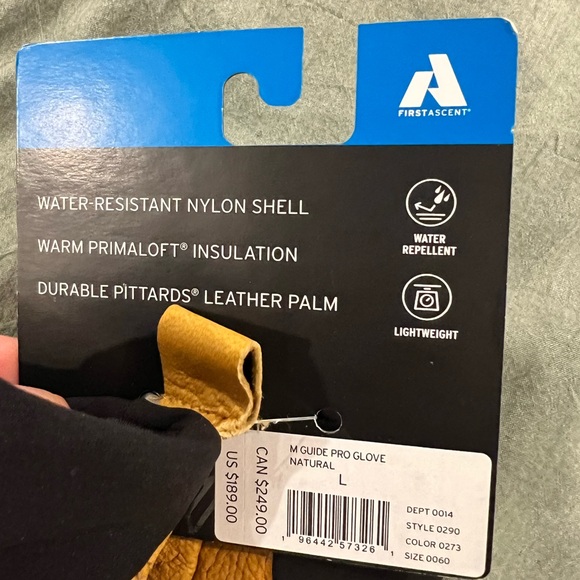 FIRSTASCENT®
WATER-RESISTANT NYLON SHELL
WARM PRIMALOFT® INSULATION
DURABLE PITTARDS® LEATHER PALM
WATER
REPELLENT
LIGHTWEIGHT
M GUIDE PRO GLOVE
NATURAL
L
CAN $249.00
US $189.00
1 96442 57326 1
DEPT 0014
STYLE 0290
COLOR 0273
SIZE 0060